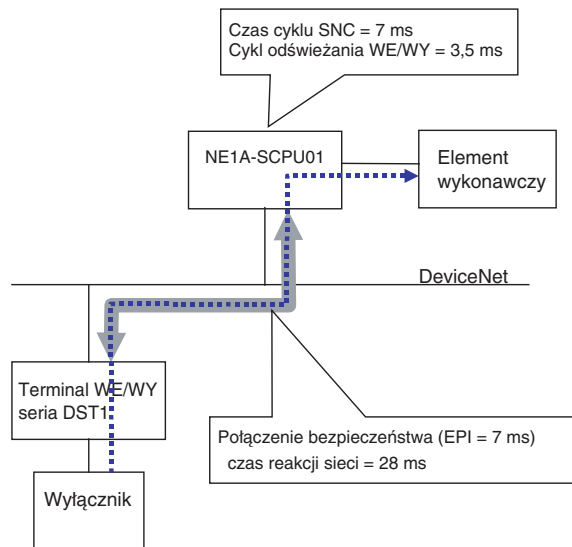 Czas cyklu SNC = 7 ms
Cykl odświeżania WE/WY = 3,5 ms
NE1A-SCPU01
Element
wykonawczy
DeviceNet
Terminal WE/WY
seria DST1
Połączenie bezpieczeństwa (EPI = 7 ms)
czas reakcji sieci = 28 ms
Wyłącznik